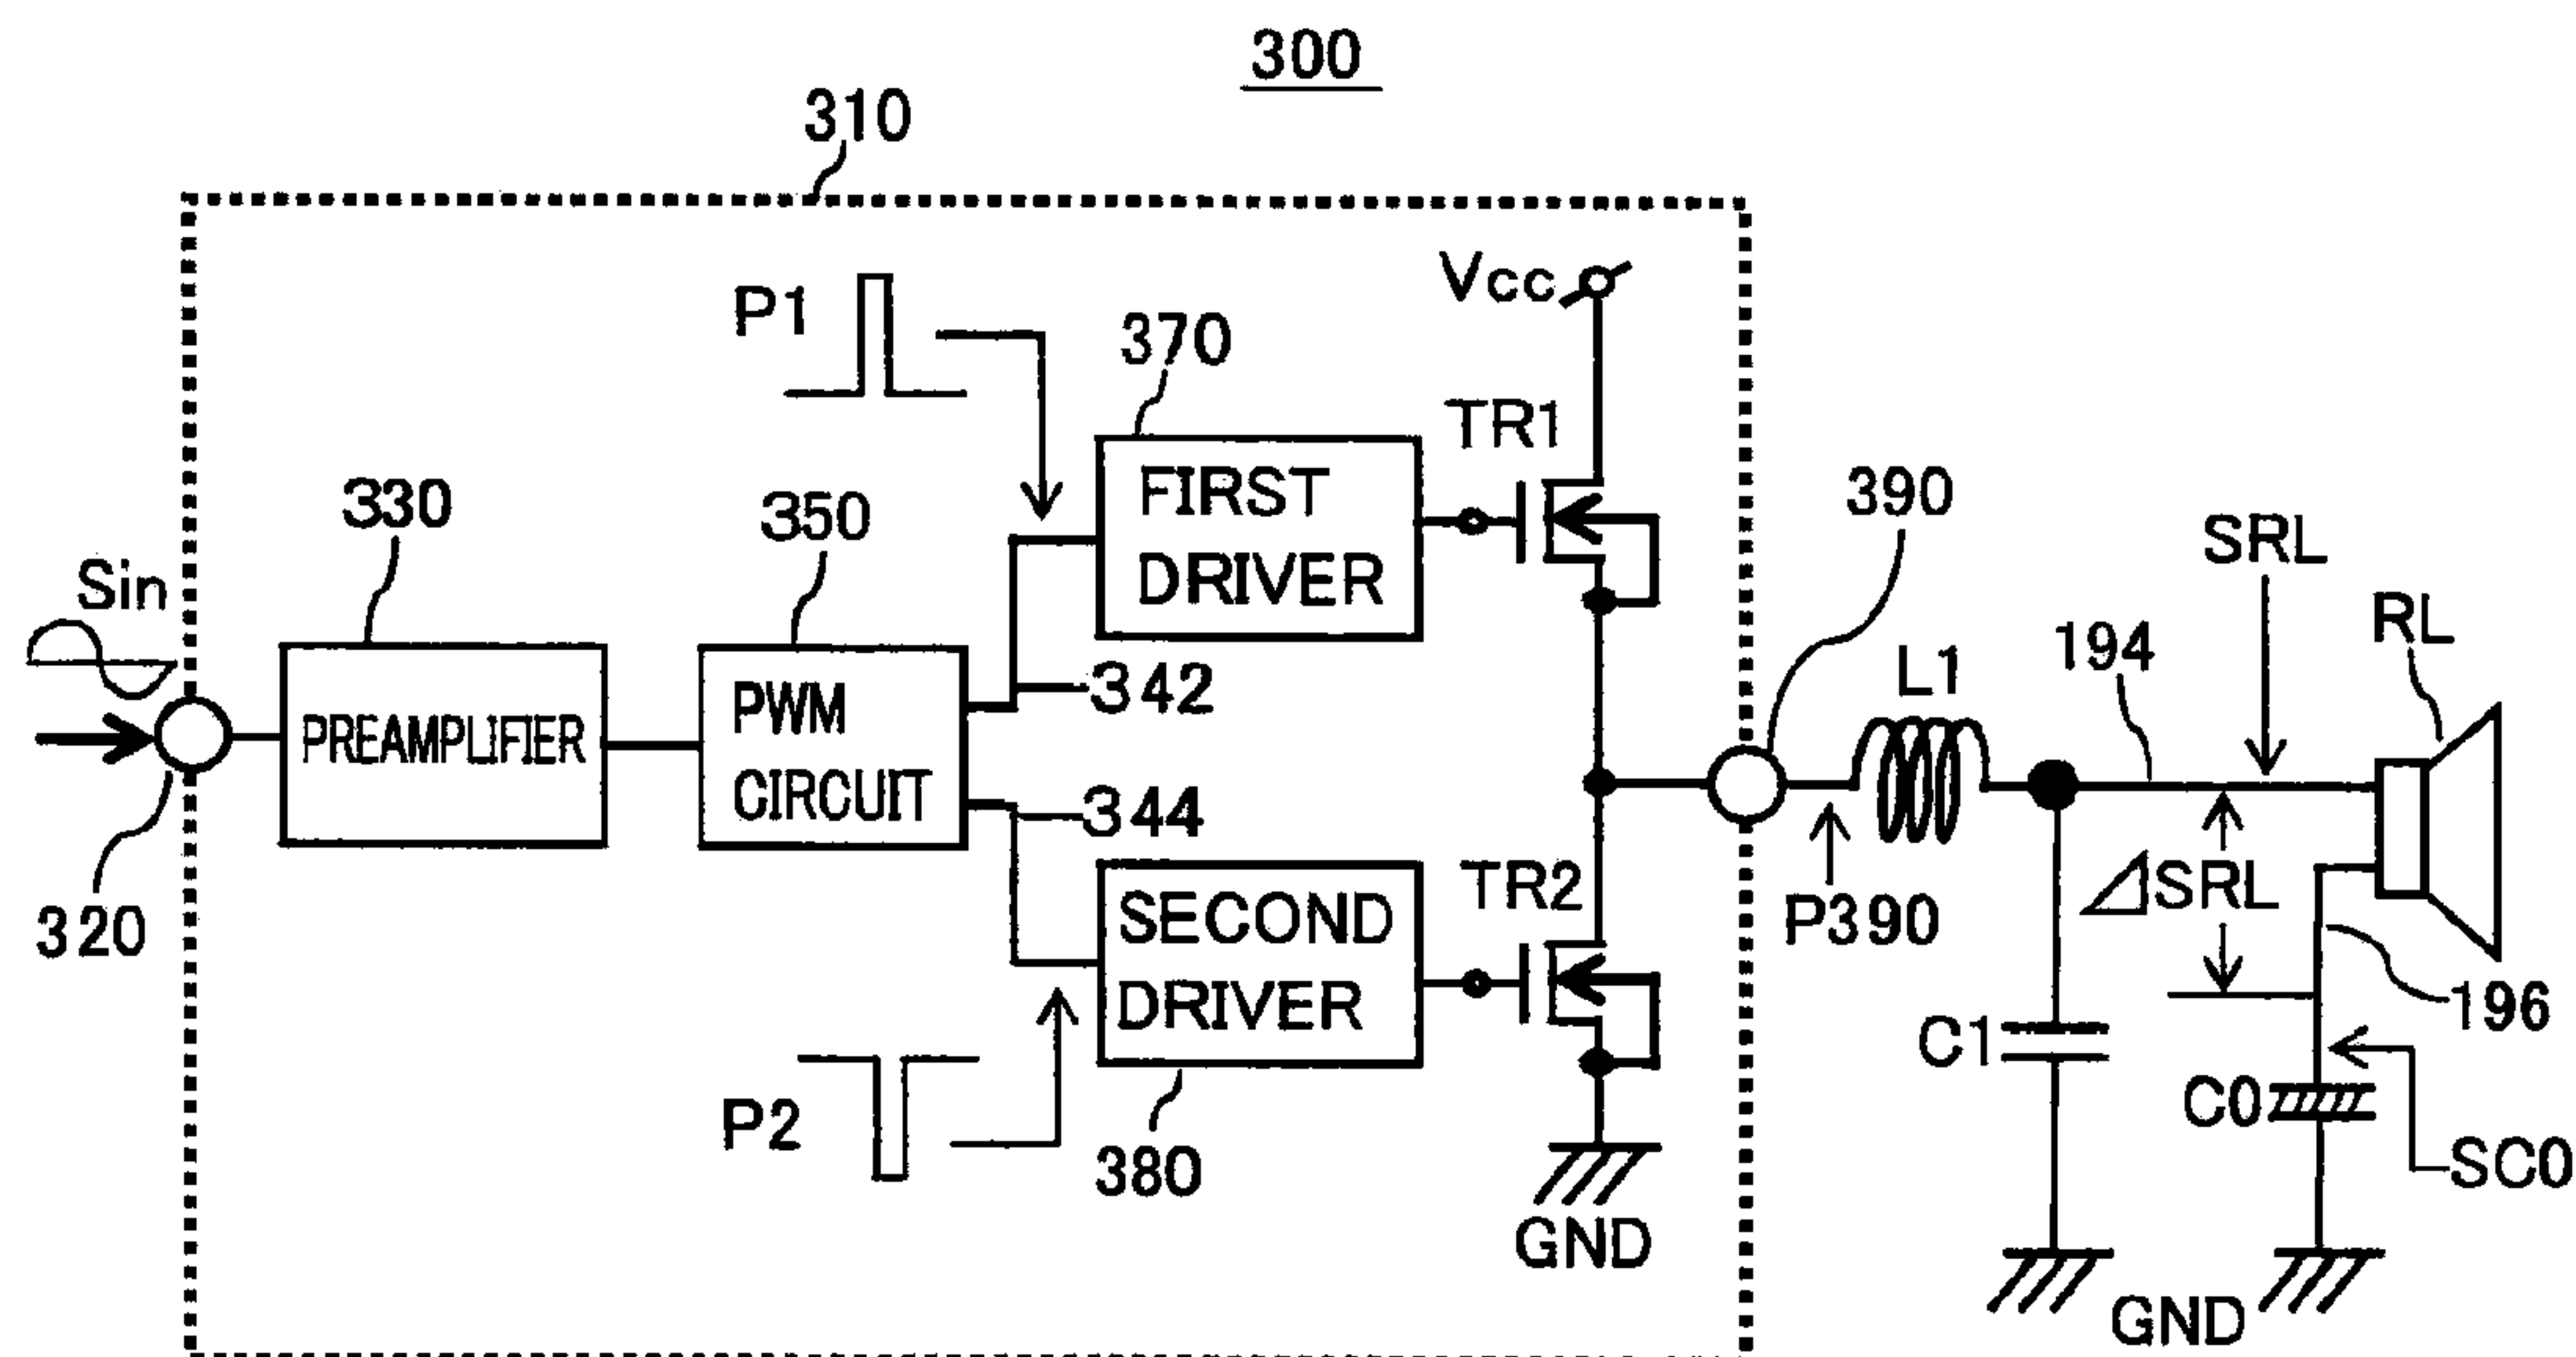 300
310
Vcc
P1
370
TR1
FIRST
DRIVER
390
330
350
SRL
Sin
RL
194
L1
342
PWM
CIRCUIT
PREAMPLIFIER
344
TR2
⊿SRL
SECOND
DRIVER
P390
320
196
C1
C0
P2
380
SC0
GND
GND